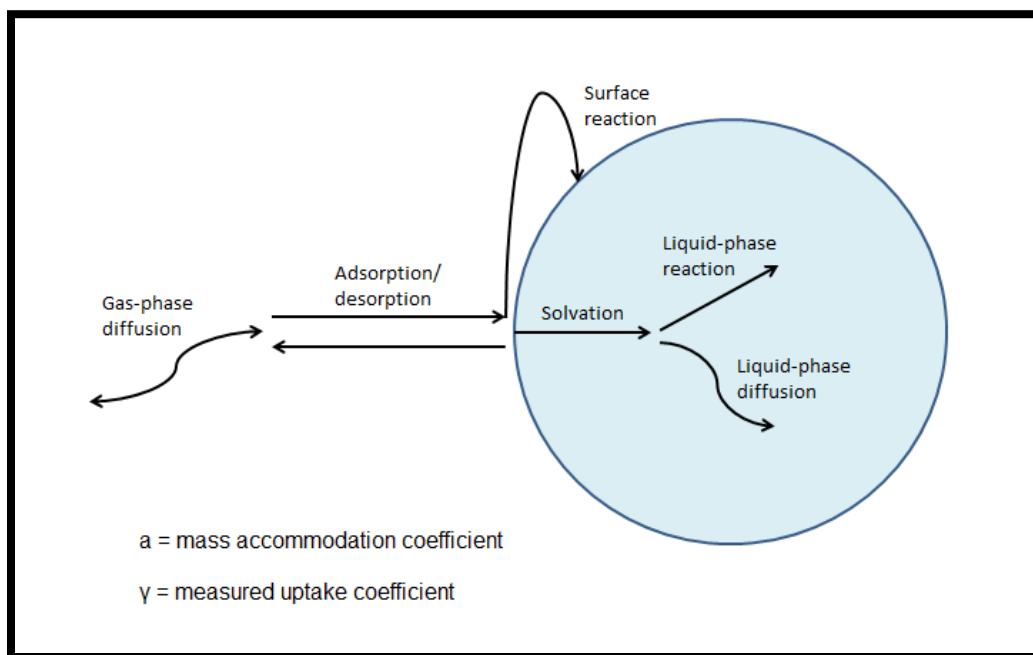 Surface
reaction
Liquid-phase
reaction
Adsorption/
desorption
Gas-phase
diffusion
Solvation
Liquid-phase
diffusion
a = mass accommodation coefficient
γ = measured uptake coefficient